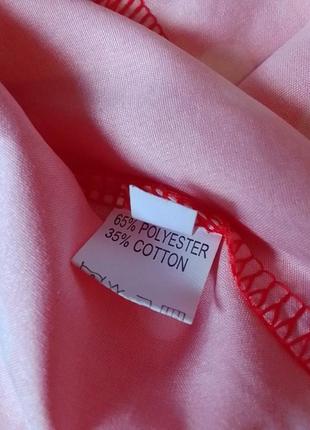 65% POLYESTER
35% COTTON